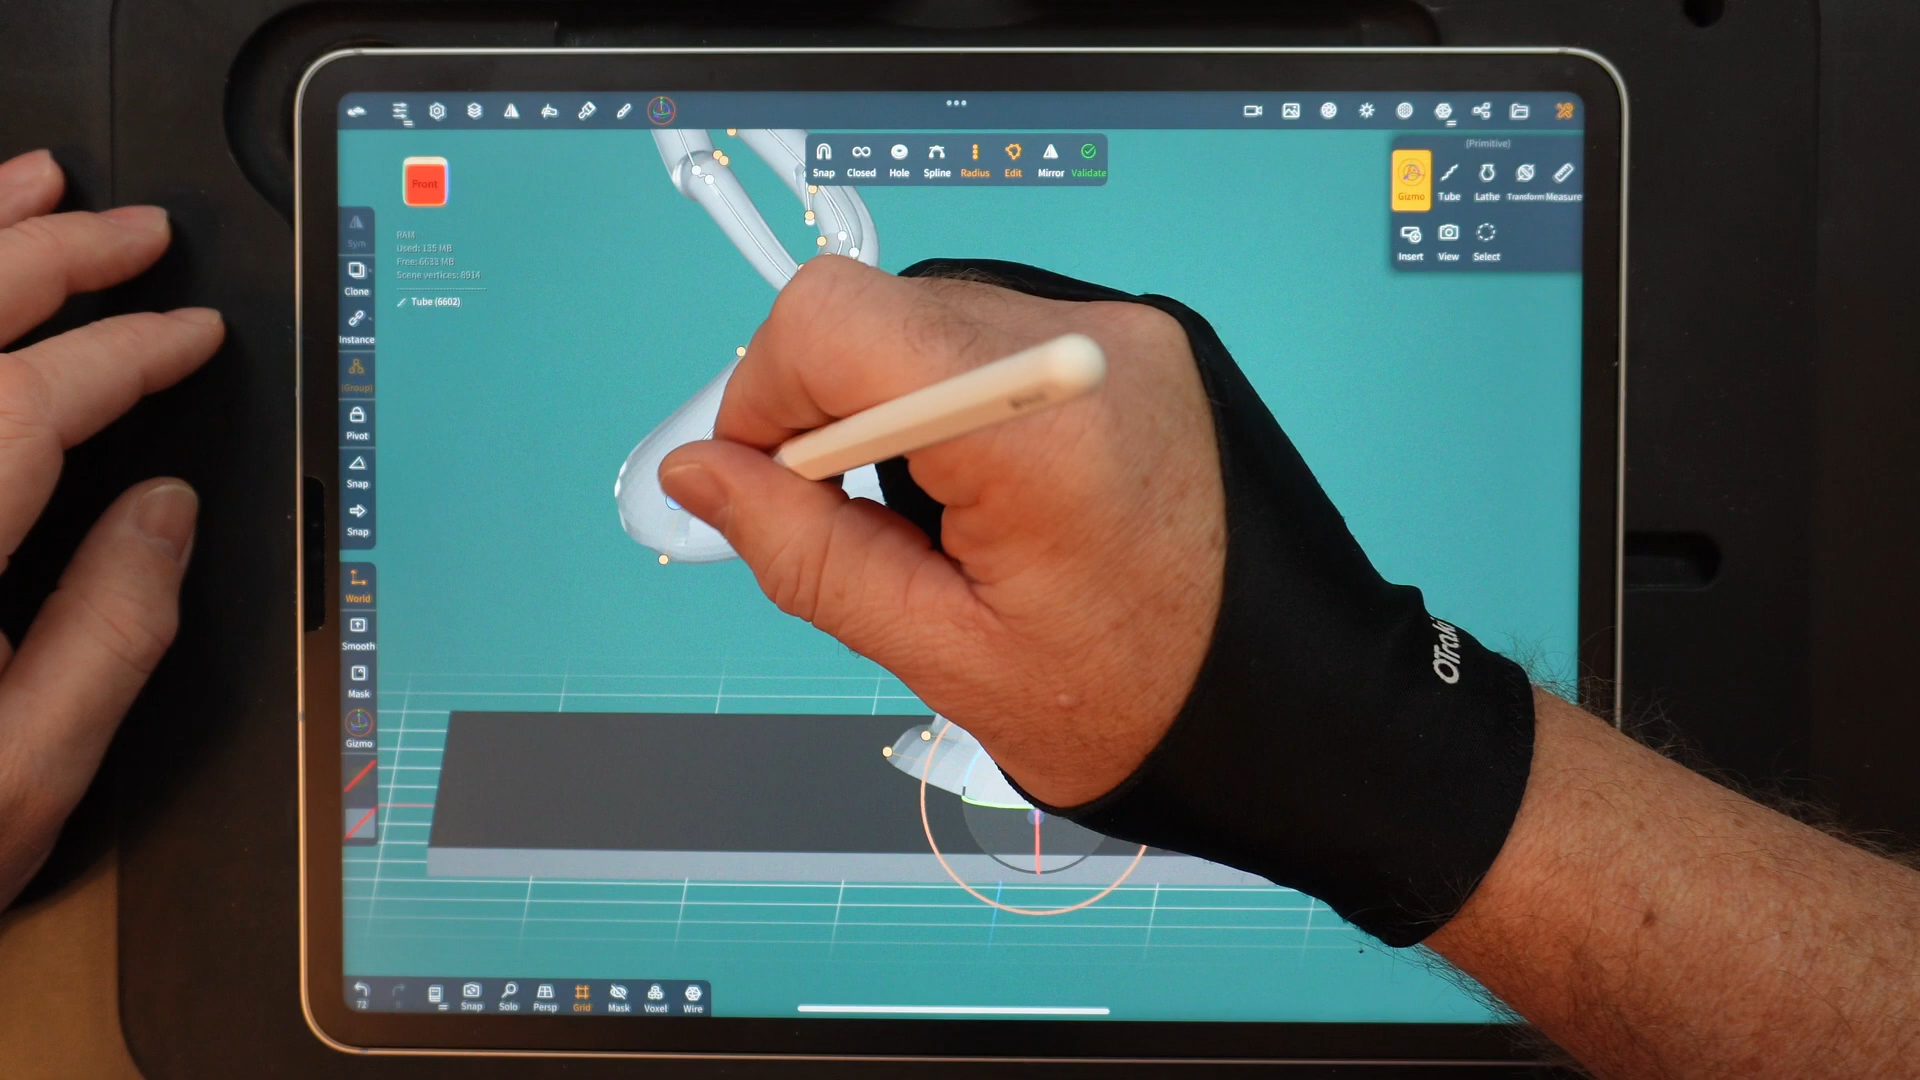 Snap Closed Hole Spline Radius Edit Mirror Validate
(Primitive)
Gizmo Tube Lathe Transform Measure
Insert View Select
Front
RAM
Used: 135 MB
Free: 6633 MB
Scene vertices: 8914
Tube (6602)
Sym
Clone
Instance
(Group)
Pivot
Snap
Snap
World
Smooth
Mask
Gizmo
72
Snap Solo Persp Grid Mask Voxel Wire
OTraki